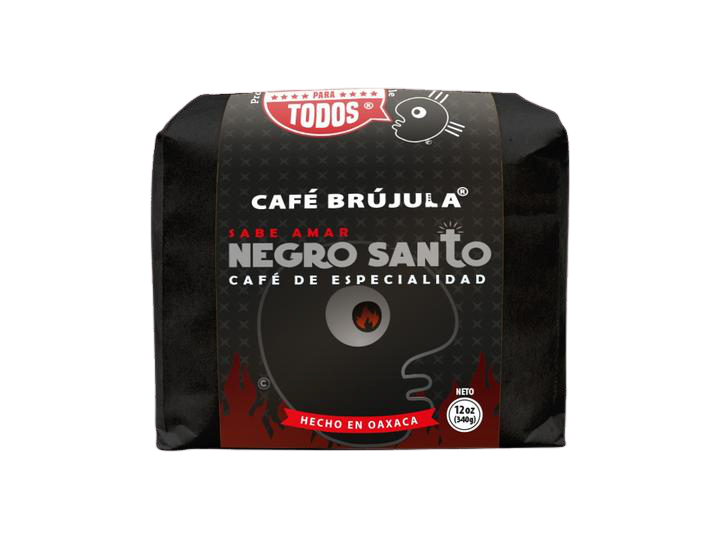 PARA
TODOS®
CAFÉ BRÚJULA®
SABE AMAR
NEGRO SANTO
CAFÉ DE ESPECIALIDAD
©
NETO
12oz
(340g)
HECHO EN OAXACA